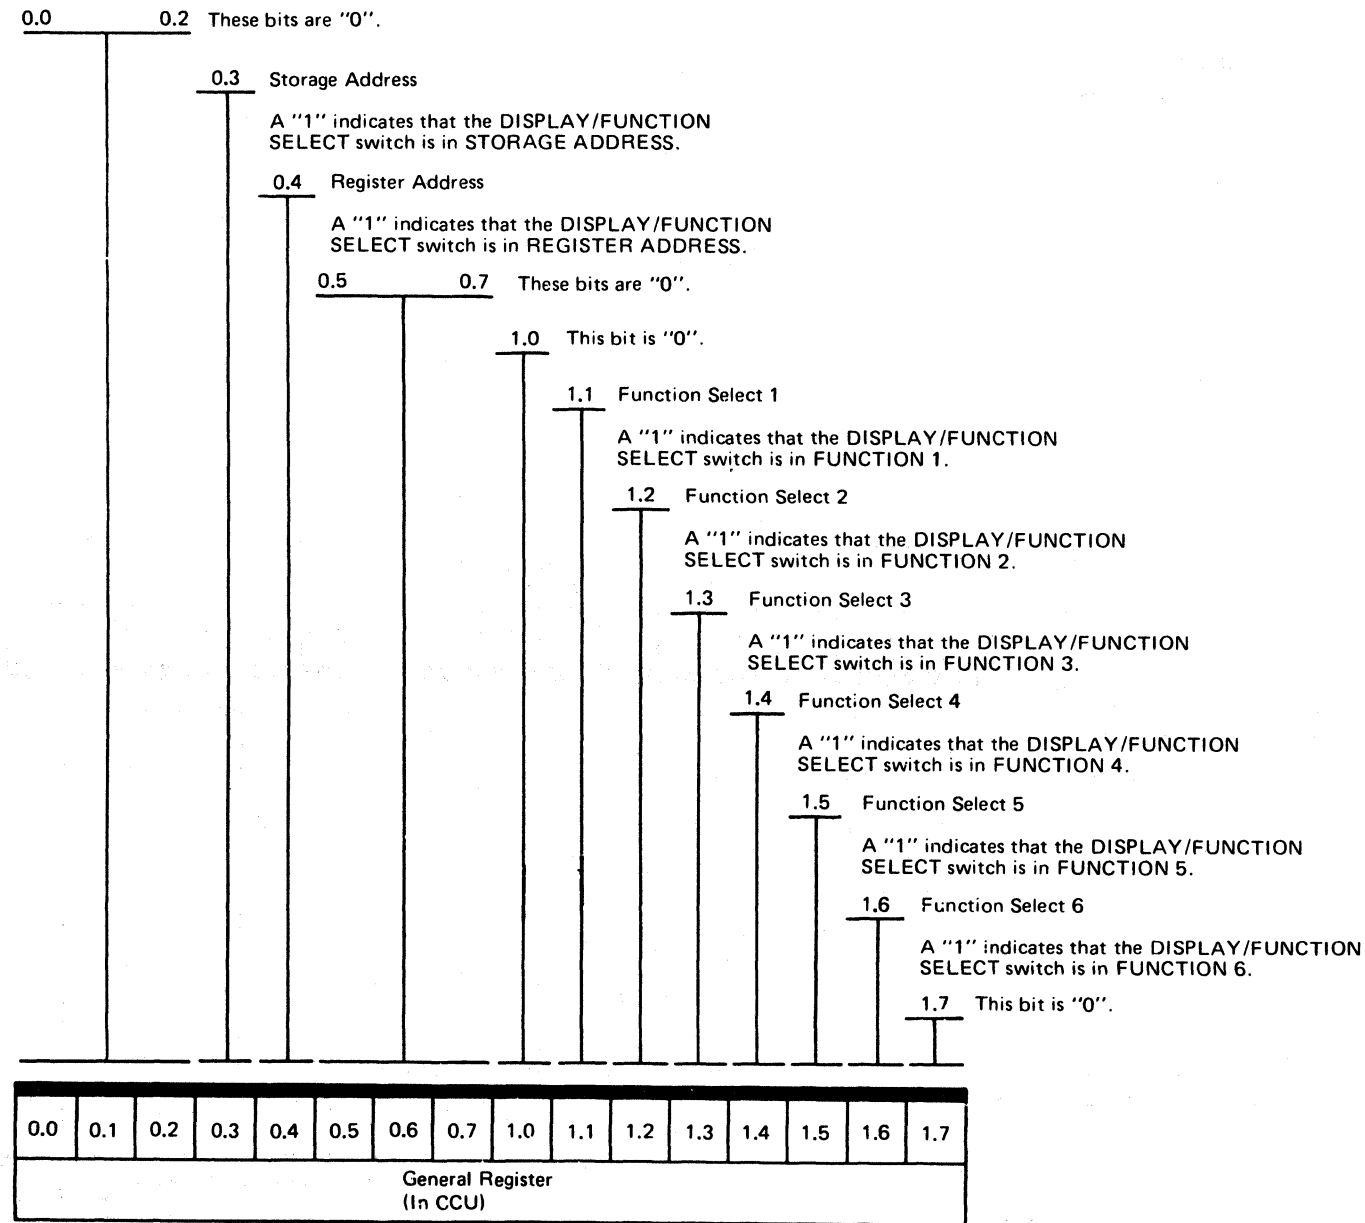 0.0 0.2 These bits are "0".
0.3 Storage Address
A "1" indicates that the DISPLAY/FUNCTION
SELECT switch is in STORAGE ADDRESS.
0.4 Register Address
A "1" indicates that the DISPLAY/FUNCTION
SELECT switch is in REGISTER ADDRESS.
0.5 0.7 These bits are "0".
1.0 This bit is "0".
1.1 Function Select 1
A "1" indicates that the DISPLAY/FUNCTION
SELECT switch is in FUNCTION 1.
1.2 Function Select 2
A "1" indicates that the DISPLAY/FUNCTION
SELECT switch is in FUNCTION 2.
1.3 Function Select 3
A "1" indicates that the DISPLAY/FUNCTION
SELECT switch is in FUNCTION 3.
1.4 Function Select 4
A "1" indicates that the DISPLAY/FUNCTION
SELECT switch is in FUNCTION 4.
1.5 Function Select 5
A "1" indicates that the DISPLAY/FUNCTION
SELECT switch is in FUNCTION 5.
1.6 Function Select 6
A "1" indicates that the DISPLAY/FUNCTION
SELECT switch is in FUNCTION 6.
1.7 This bit is "0".
0.0 0.1 0.2 0.3 0.4 0.5 0.6 0.7 1.0 1.1 1.2 1.3 1.4 1.5 1.6 1.7
General Register
(In CCU)